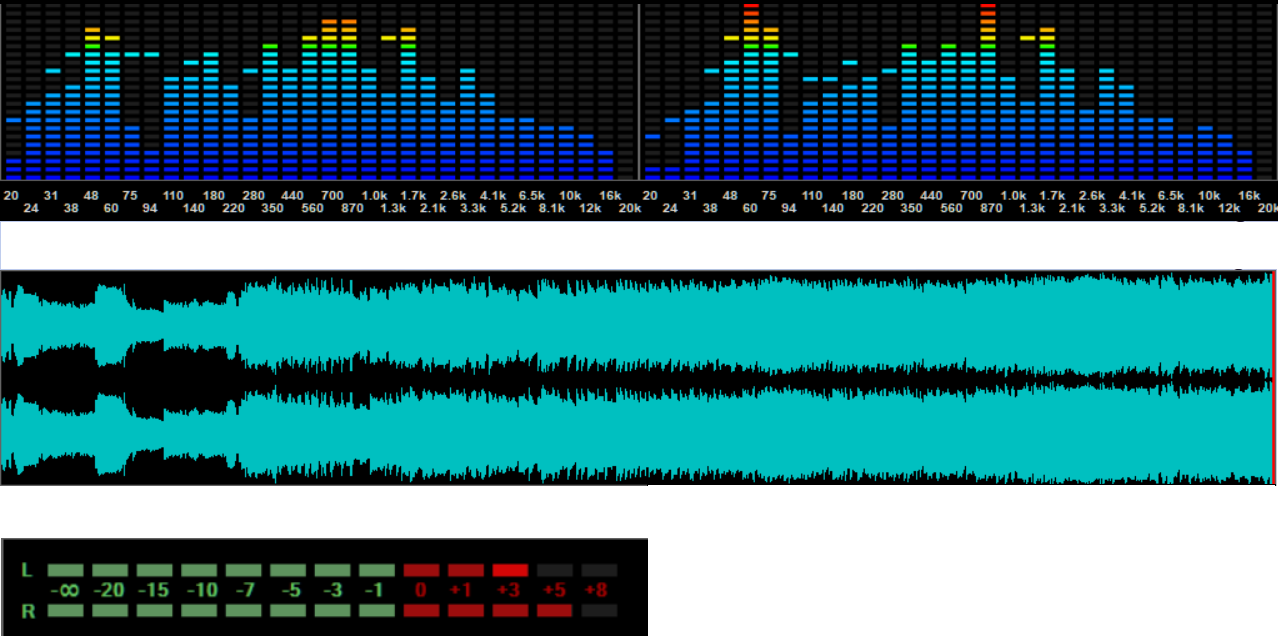 20 31 48 75 110 180 280 440 700 1.0k 1.7k 2.6k 4.1k 6.5k 10k 16k 20 31 48 75 110 180 280 440 700 1.0k 1.7k 2.6k 4.1k 6.5k 10k 16k
24 38 60 94 140 220 350 560 870 1.3k 2.1k 3.3k 5.2k 8.1k 12k 20k 24 38 60 94 140 220 350 560 870 1.3k 2.1k 3.3k 5.2k 8.1k 12k 20k
L
-∞ -20 -15 -10 -7 -5 -3 -1 0 +1 +3 +5 +8
R